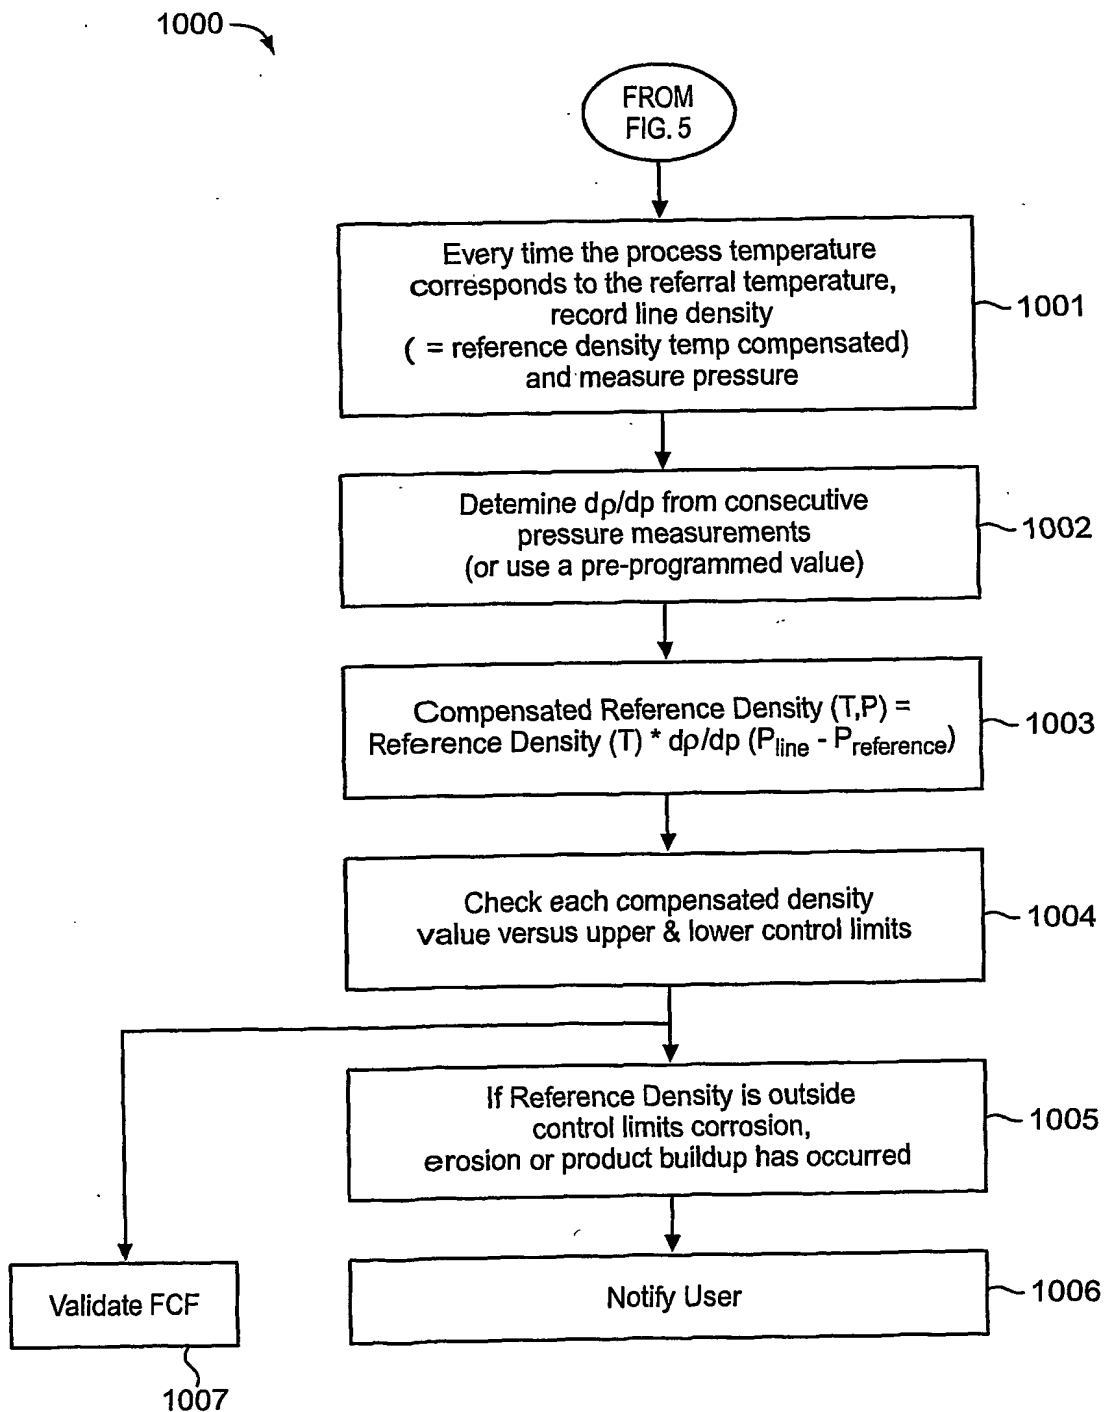 1000
FROM
FIG. 5
Every time the process temperature
corresponds to the referral temperature,
record line density
( = reference density temp compensated)
and measure pressure
1001
Detemine dρ/dp from consecutive
pressure measurements
(or use a pre-programmed value)
1002
Compensated Reference Density (T,P) =
Reference Density (T) * dρ/dp (Pline - Preference)
1003
Check each compensated density
value versus upper & lower control limits
1004
If Reference Density is outside
control limits corrosion,
erosion or product buildup has occurred
1005
Notify User
1006
Validate FCF
1007